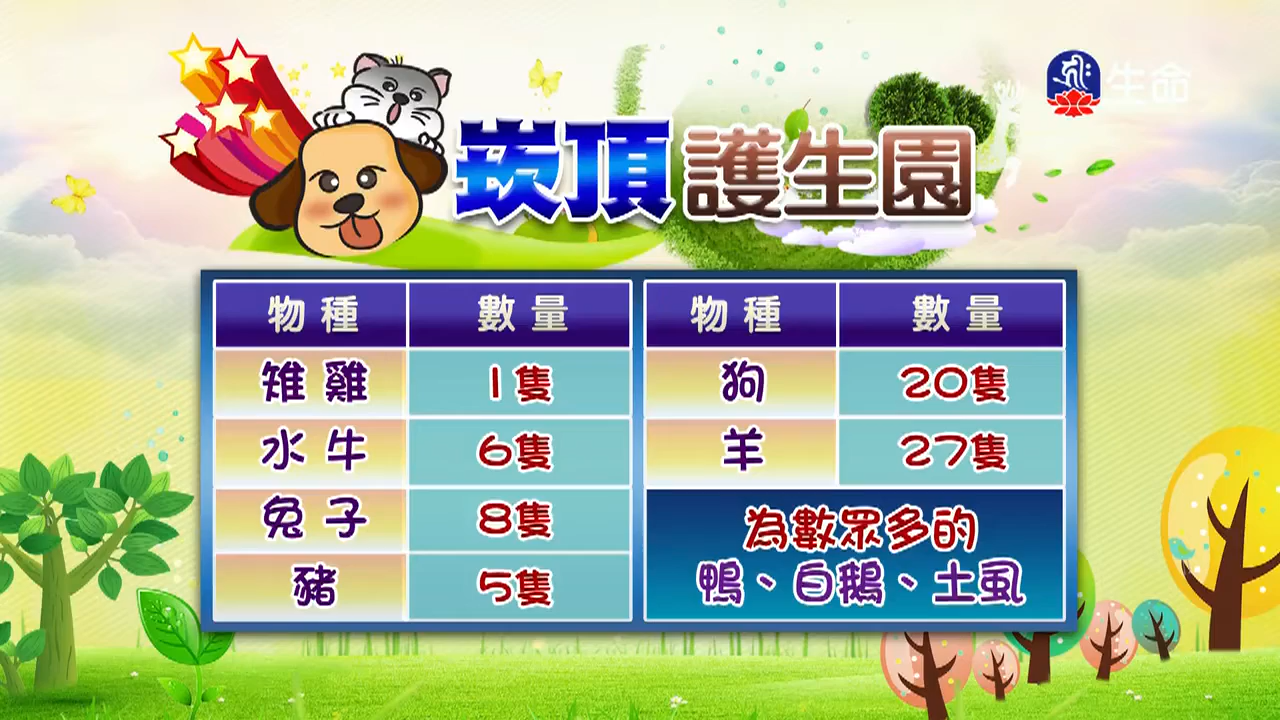 生命
崁頂護生園
物種 數量 物種 數量
雉雞 1隻 狗 20隻
水牛 6隻 羊 27隻
兔子 8隻
豬 5隻
為數眾多的
鴨、白鵝、土虱